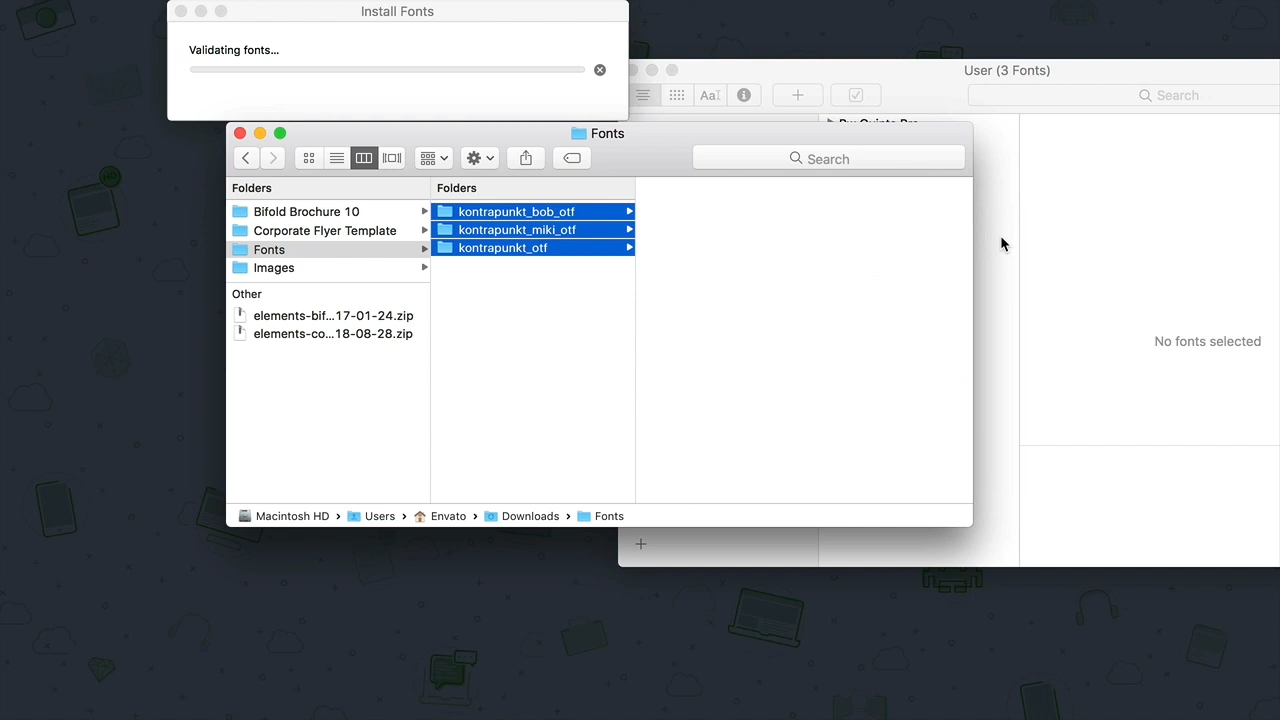 Install Fonts
Validating fonts...
User (3 Fonts)
Search
Fonts
Search
Folders
Bifold Brochure 10
Corporate Flyer Template
Fonts
Images
Other
elements-bif...17-01-24.zip
elements-co...18-08-28.zip
Folders
kontrapunkt_bob_otf
kontrapunkt_miki_otf
kontrapunkt_otf
No fonts selected
Macintosh HD › Users › Envato › Downloads › Fonts